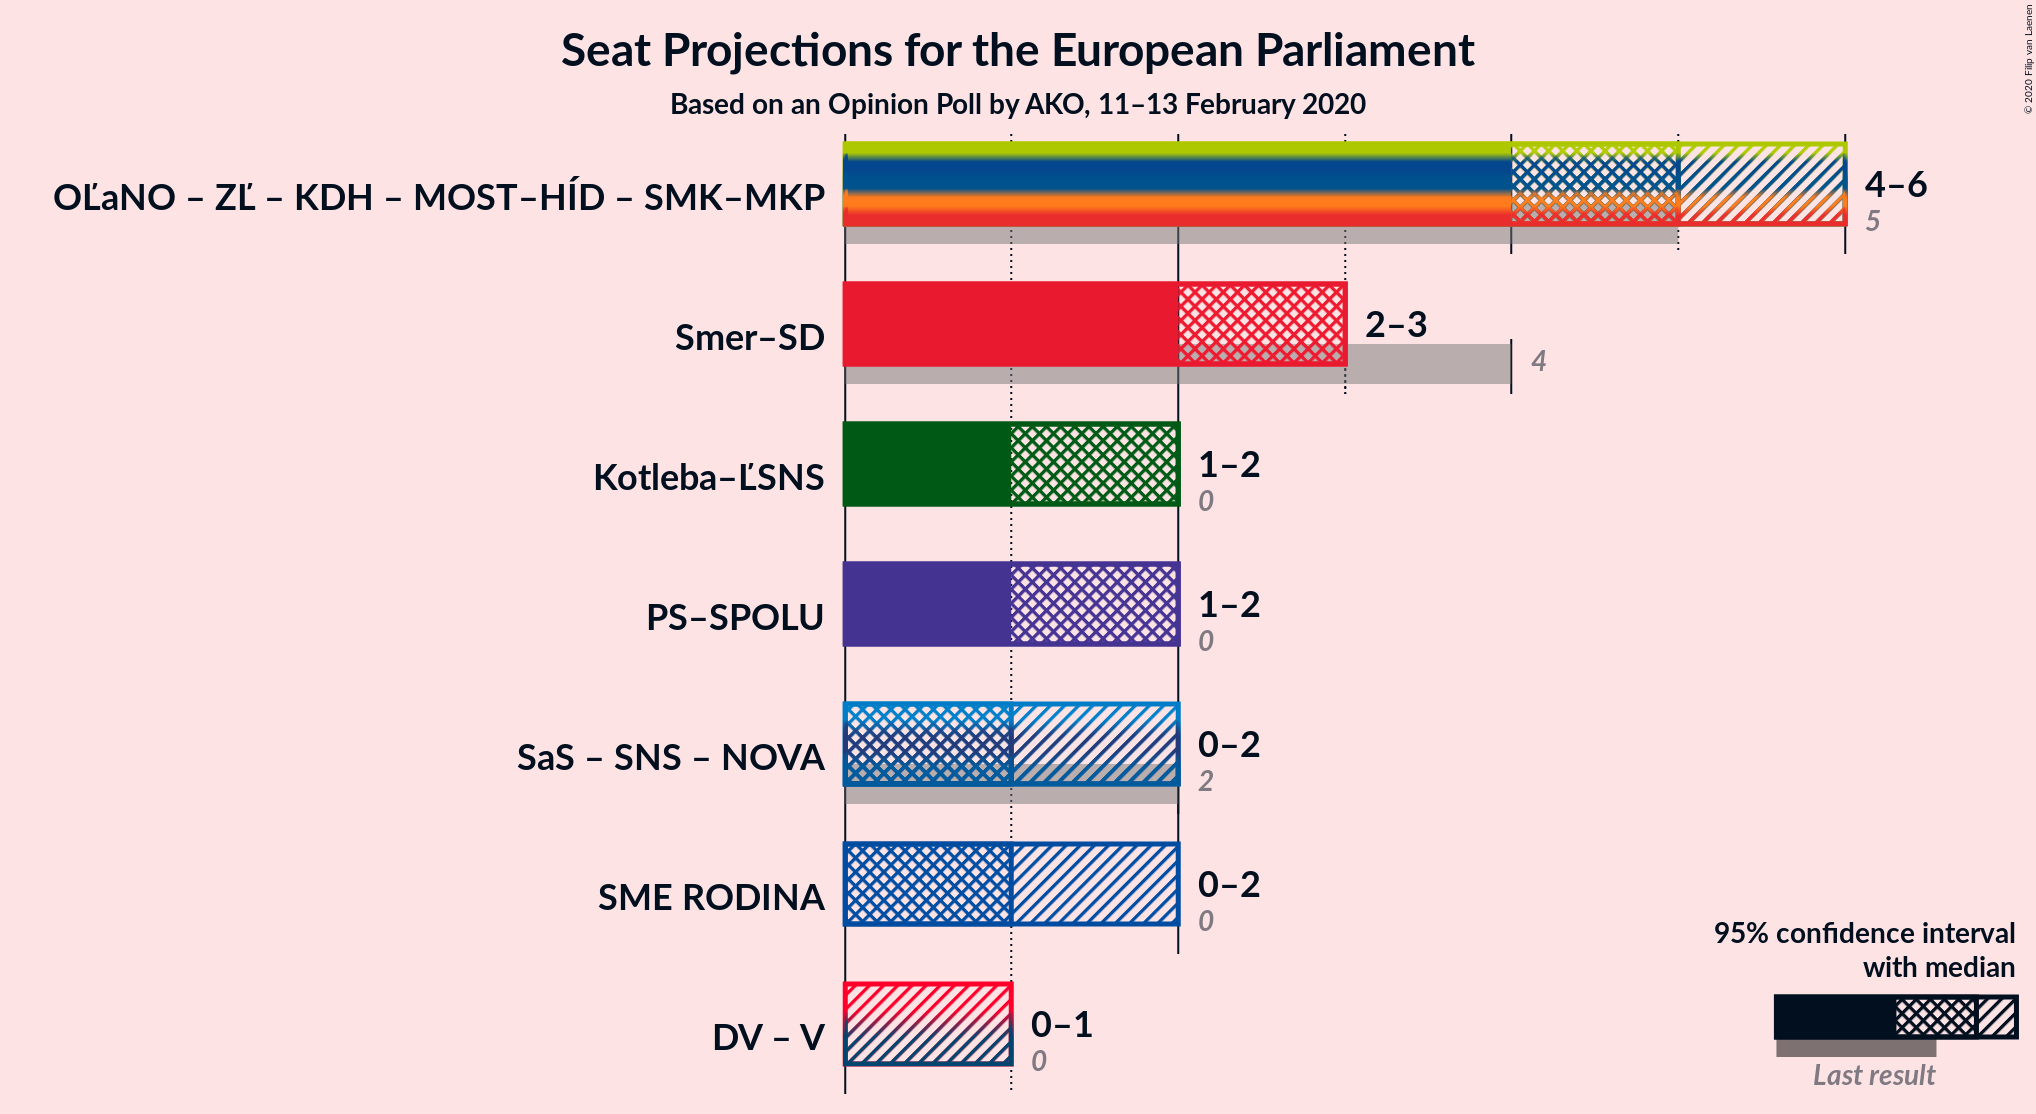 Seat Projections for the European Parliament
Based on an Opinion Poll by AKO, 11–13 February 2020
© 2020 Filip van Laenen
OĽaNO – ZĽ – KDH – MOST–HÍD – SMK–MKP
4–6
5
Smer–SD
2–3
4
Kotleba–ĽSNS
1–2
0
PS–SPOLU
1–2
0
SaS – SNS – NOVA
0–2
2
SME RODINA
0–2
0
DV – V
0–1
0
95% confidence interval
with median
Last result